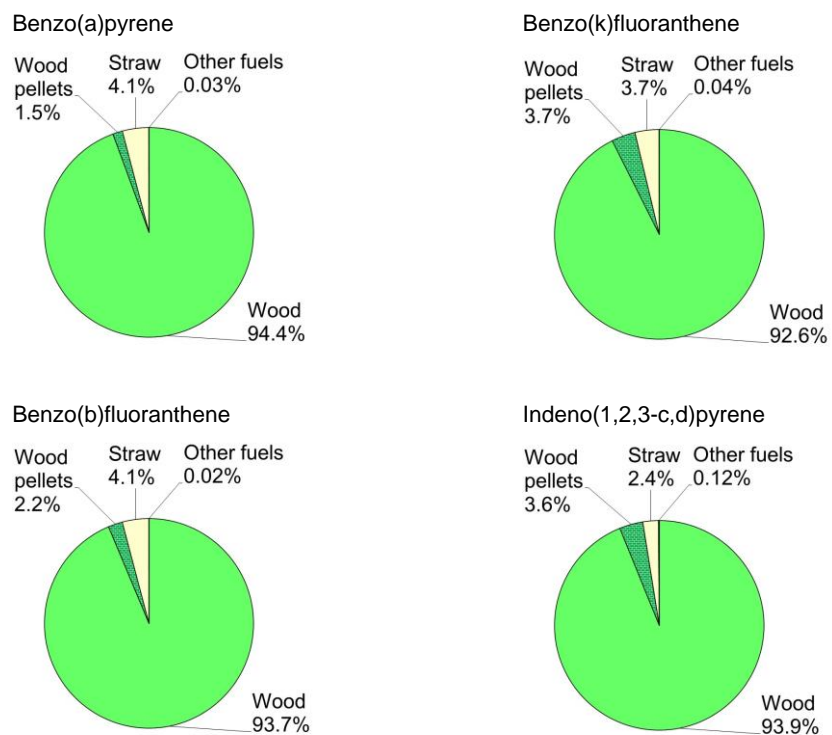 Benzo(a)pyrene
Wood
pellets
1.5%
Straw
4.1%
Other fuels
0.03%
Wood
94.4%
Benzo(k)fluoranthene
Wood
pellets
3.7%
Straw
3.7%
Other fuels
0.04%
Wood
92.6%
Benzo(b)fluoranthene
Wood
pellets
2.2%
Straw
4.1%
Other fuels
0.02%
Wood
93.7%
Indeno(1,2,3-c,d)pyrene
Wood
pellets
3.6%
Straw
2.4%
Other fuels
0.12%
Wood
93.9%